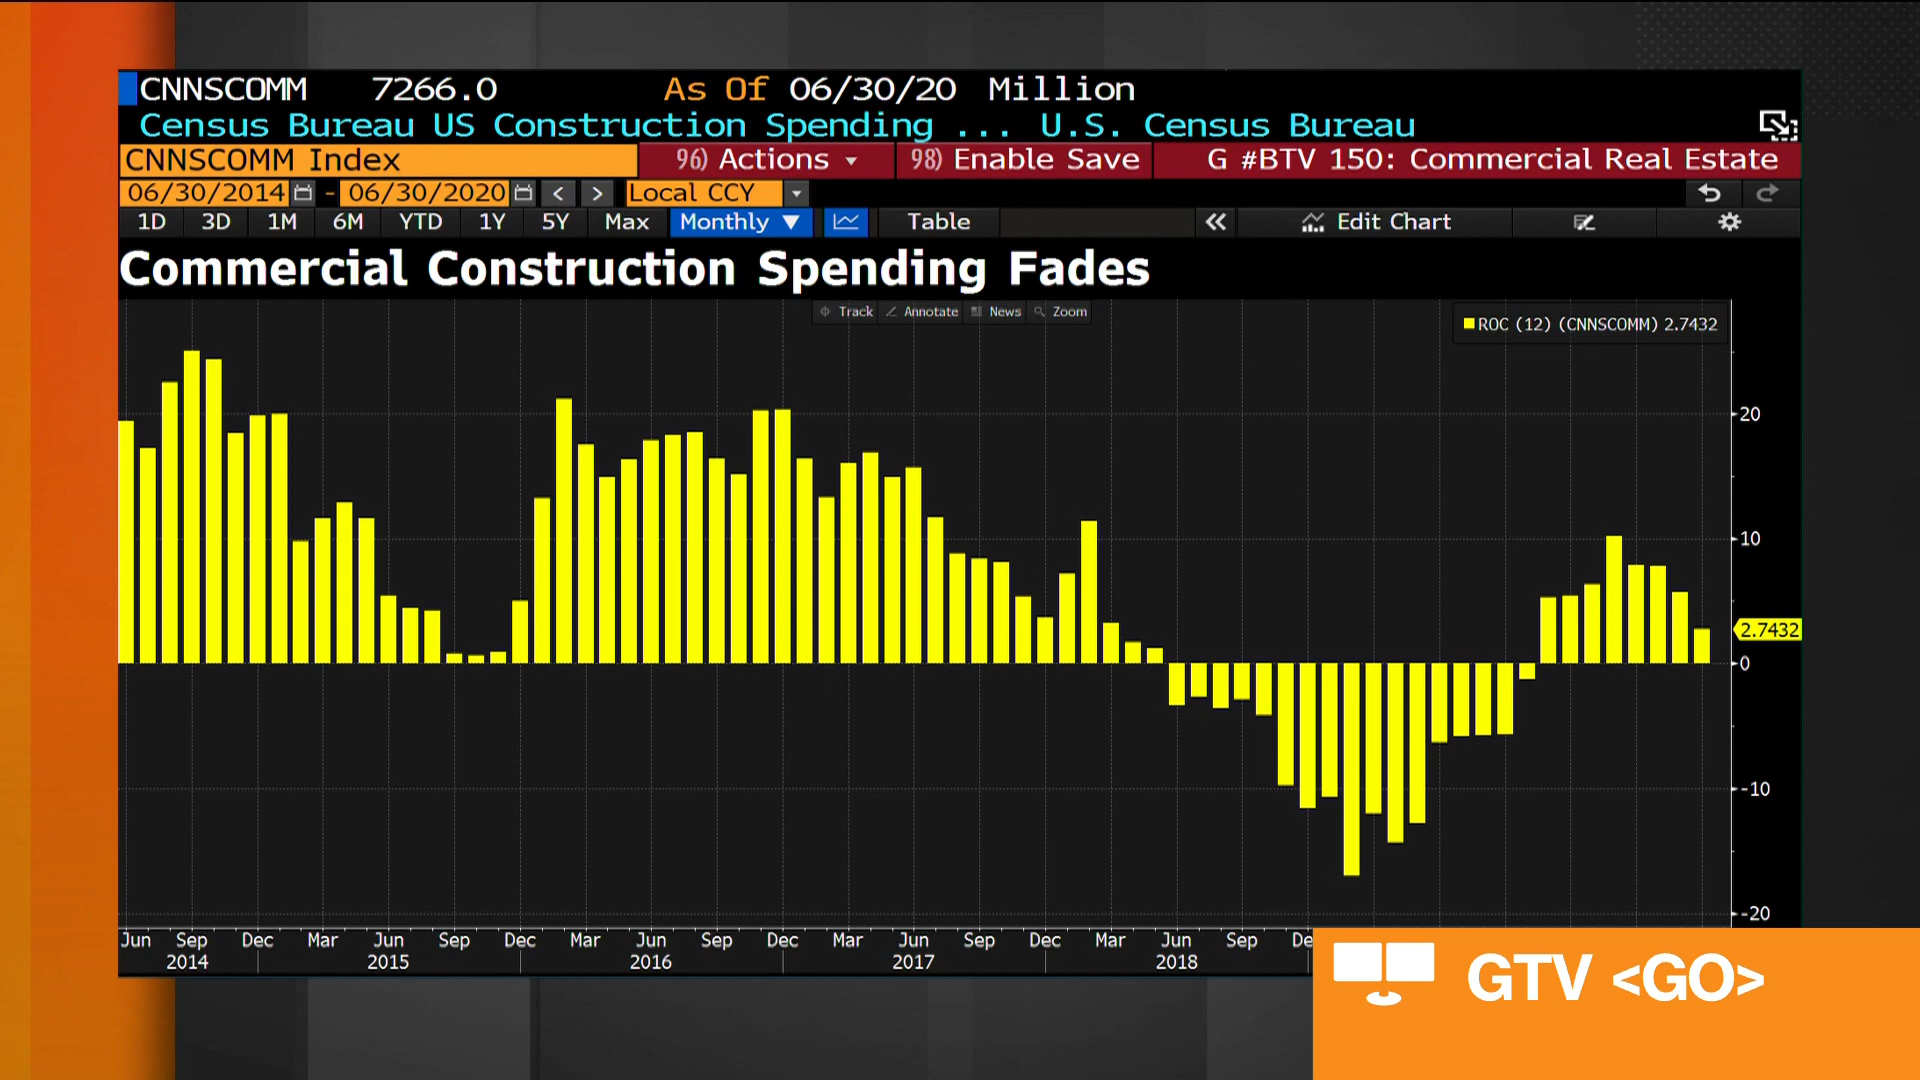 CNNSCOMM 7266.0 As Of 06/30/20 Million
Census Bureau US Construction Spending ... U.S. Census Bureau
CNNSCOMM Index 96) Actions 98) Enable Save G #BTV 150: Commercial Real Estate
06/30/2014 - 06/30/2020 < > Local CCY
1D 3D 1M 6M YTD 1Y 5Y Max Monthly ▼ Table « Edit Chart
Commercial Construction Spending Fades
Track Annotate News Zoom
ROC (12) (CNNSCOMM) 2.7432
20
10
2.7432
0
-10
-20
Jun Sep Dec Mar Jun Sep Dec Mar Jun Sep Dec Mar Jun Sep Dec Mar Jun Sep De
2014 2015 2016 2017 2018
GTV <GO>